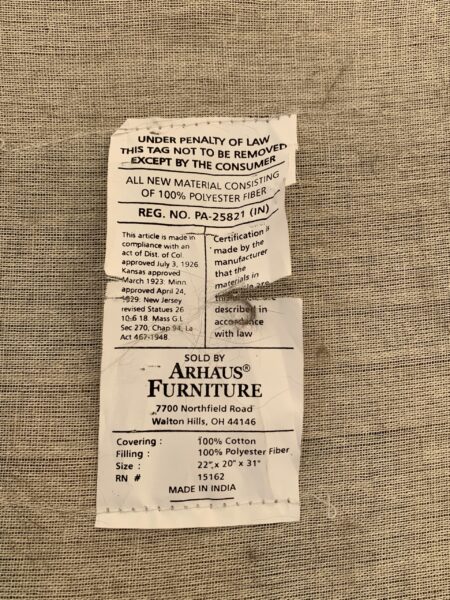 UNDER PENALTY OF LAW
THIS TAG NOT TO BE REMOVED
EXCEPT BY THE CONSUMER
ALL NEW MATERIAL CONSISTING
OF 100% POLYESTER FIBER
REG. NO. PA-25821 (IN)
This article is made in
compliance with an
act of Dist. of Col
approved July 3, 1926
Kansas approved
March 1923. Minn.
approved April 24,
1929. New Jersey
revised Statues 26
10-6 18. Mass G.L
Sec 270, Chap 94, La
Act 467-1948.
Certification is
made by the
manufacturer
that the
materials in
this are
described in
accordance
with law
SOLD BY
ARHAUS®
FURNITURE
7700 Northfield Road
Walton Hills, OH 44146
Covering : 100% Cotton
Filling : 100% Polyester Fiber
Size : 22" x 20" x 31"
RN # 15162
MADE IN INDIA